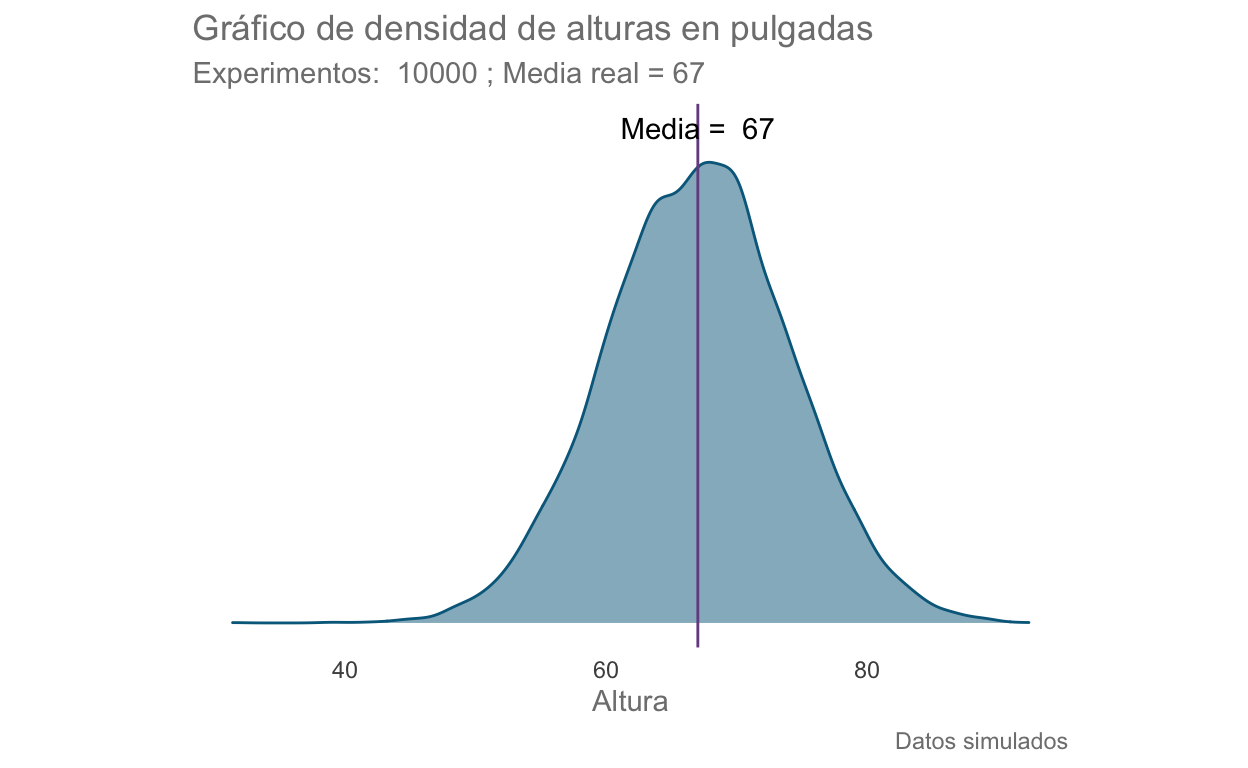 Gráfico de densidad de alturas en pulgadas
Experimentos:  10000 ; Media real = 67
Media =  67
40 60 80
Altura
Datos simulados